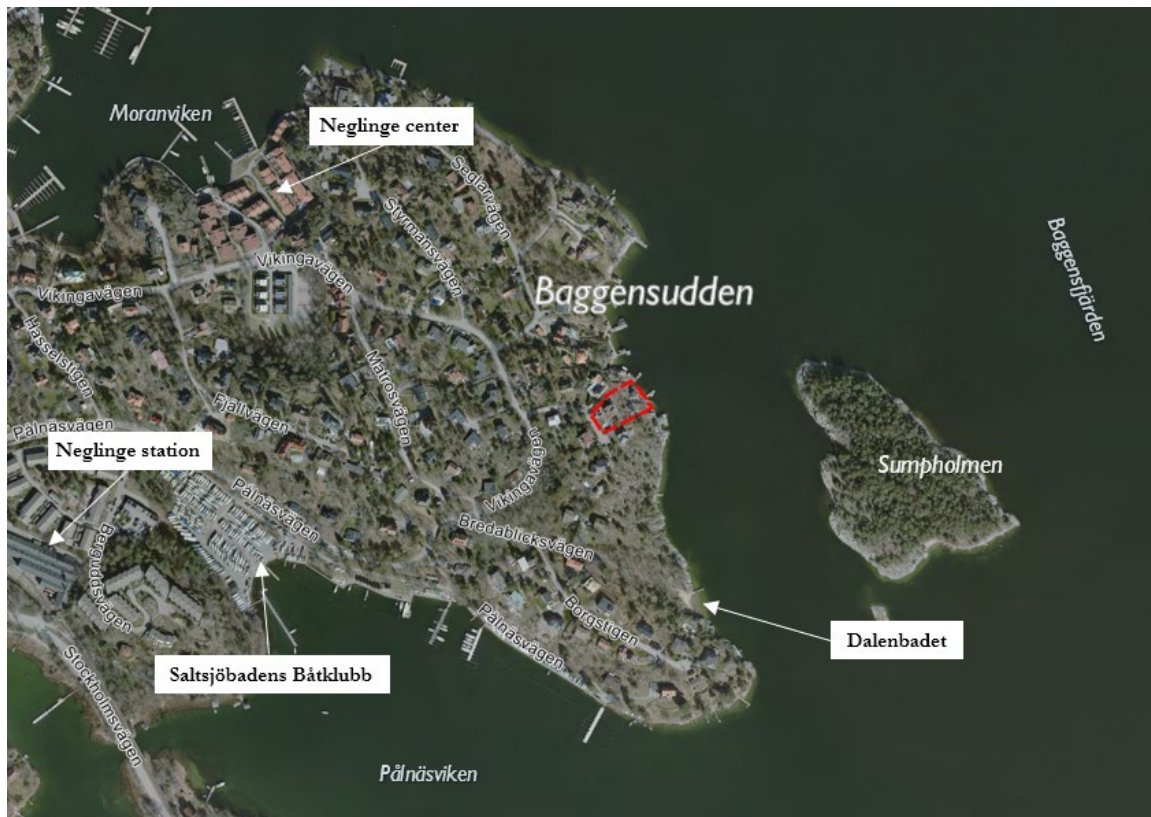 Moranviken
Neglinge center
Seglarvägen
Styrmansvägen
Vikingavägen
Baggensudden
Baggensfjärden
Vikingavägen
Hasselstigen
Matrosvägen
Fjällvägen
Pålnäsvägen
Neglinge station
Vikingavägen
Sumpholmen
Pålnäsvägen
Bredablicksvägen
Berguddsvägen
Borgstigen
Pålnäsvägen
Dalenbadet
Saltsjöbadens Båtklubb
Stockholmsvägen
Pålnäsviken